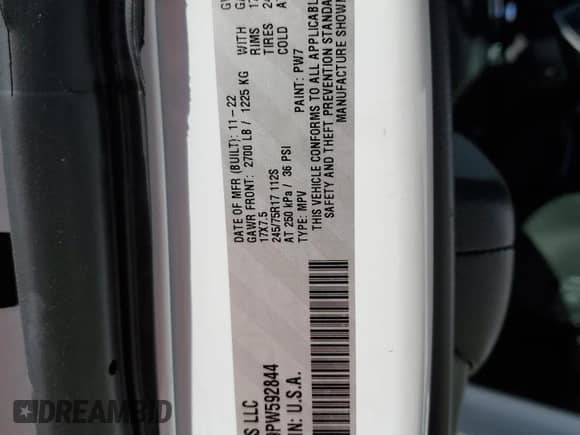 S LLC
DATE OF MFR (BUILT): 11-22
GAWR FRONT: 2700 LB / 1225 KG
WITH
17X7.5
RIMS
245/75R17 112S
TIRES
AT 250 kPa / 36 PSI
COLD
TYPE: MPV
PAINT: PW7
THIS VEHICLE CONFORMS TO ALL APPLICABLE
SAFETY AND THEFT PREVENTION STANDA
MANUFACTURE SHOWN
PW592844
IN: U.S.A.
DREAMBID